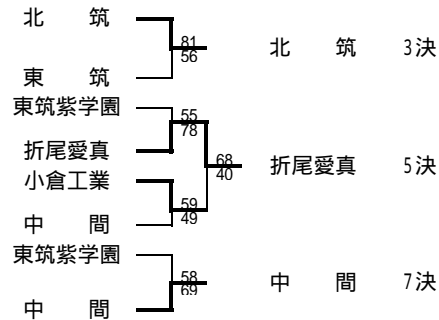 北　　筑
81
56
北　　筑　3決
東　　筑
東筑紫学園
55
78
折尾愛真
68
40
折尾愛真　5決
小倉工業
59
49
中　　間
東筑紫学園
58
69
中　　間　7決
中　　間